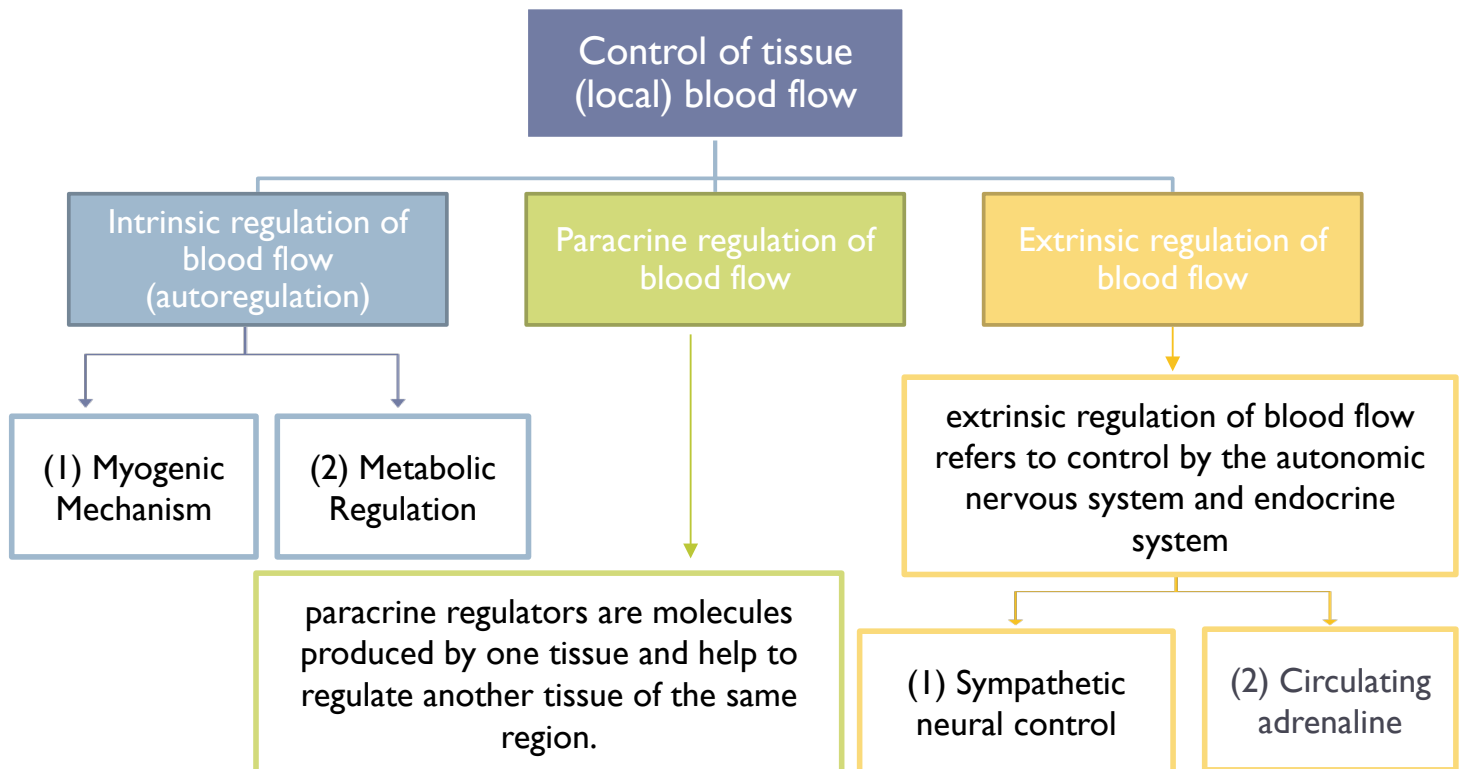 Control of tissue
(local) blood flow
Intrinsic regulation of
blood flow
(autoregulation)
Paracrine regulation of
blood flow
Extrinsic regulation of
blood flow
(1) Myogenic
Mechanism
(2) Metabolic
Regulation
paracrine regulators are molecules
produced by one tissue and help to
regulate another tissue of the same
region.
extrinsic regulation of blood flow
refers to control by the autonomic
nervous system and endocrine
system
(1) Sympathetic
neural control
(2) Circulating
adrenaline